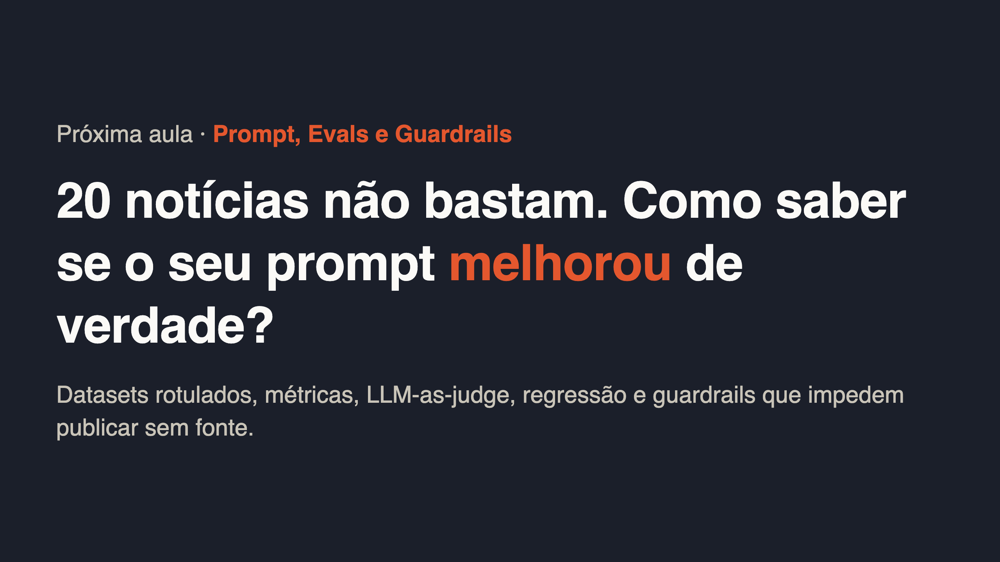 Próxima aula · Prompt, Evals e Guardrails
20 notícias não bastam. Como saber
se o seu prompt melhorou de
verdade?
Datasets rotulados, métricas, LLM-as-judge, regressão e guardrails que impedem
publicar sem fonte.